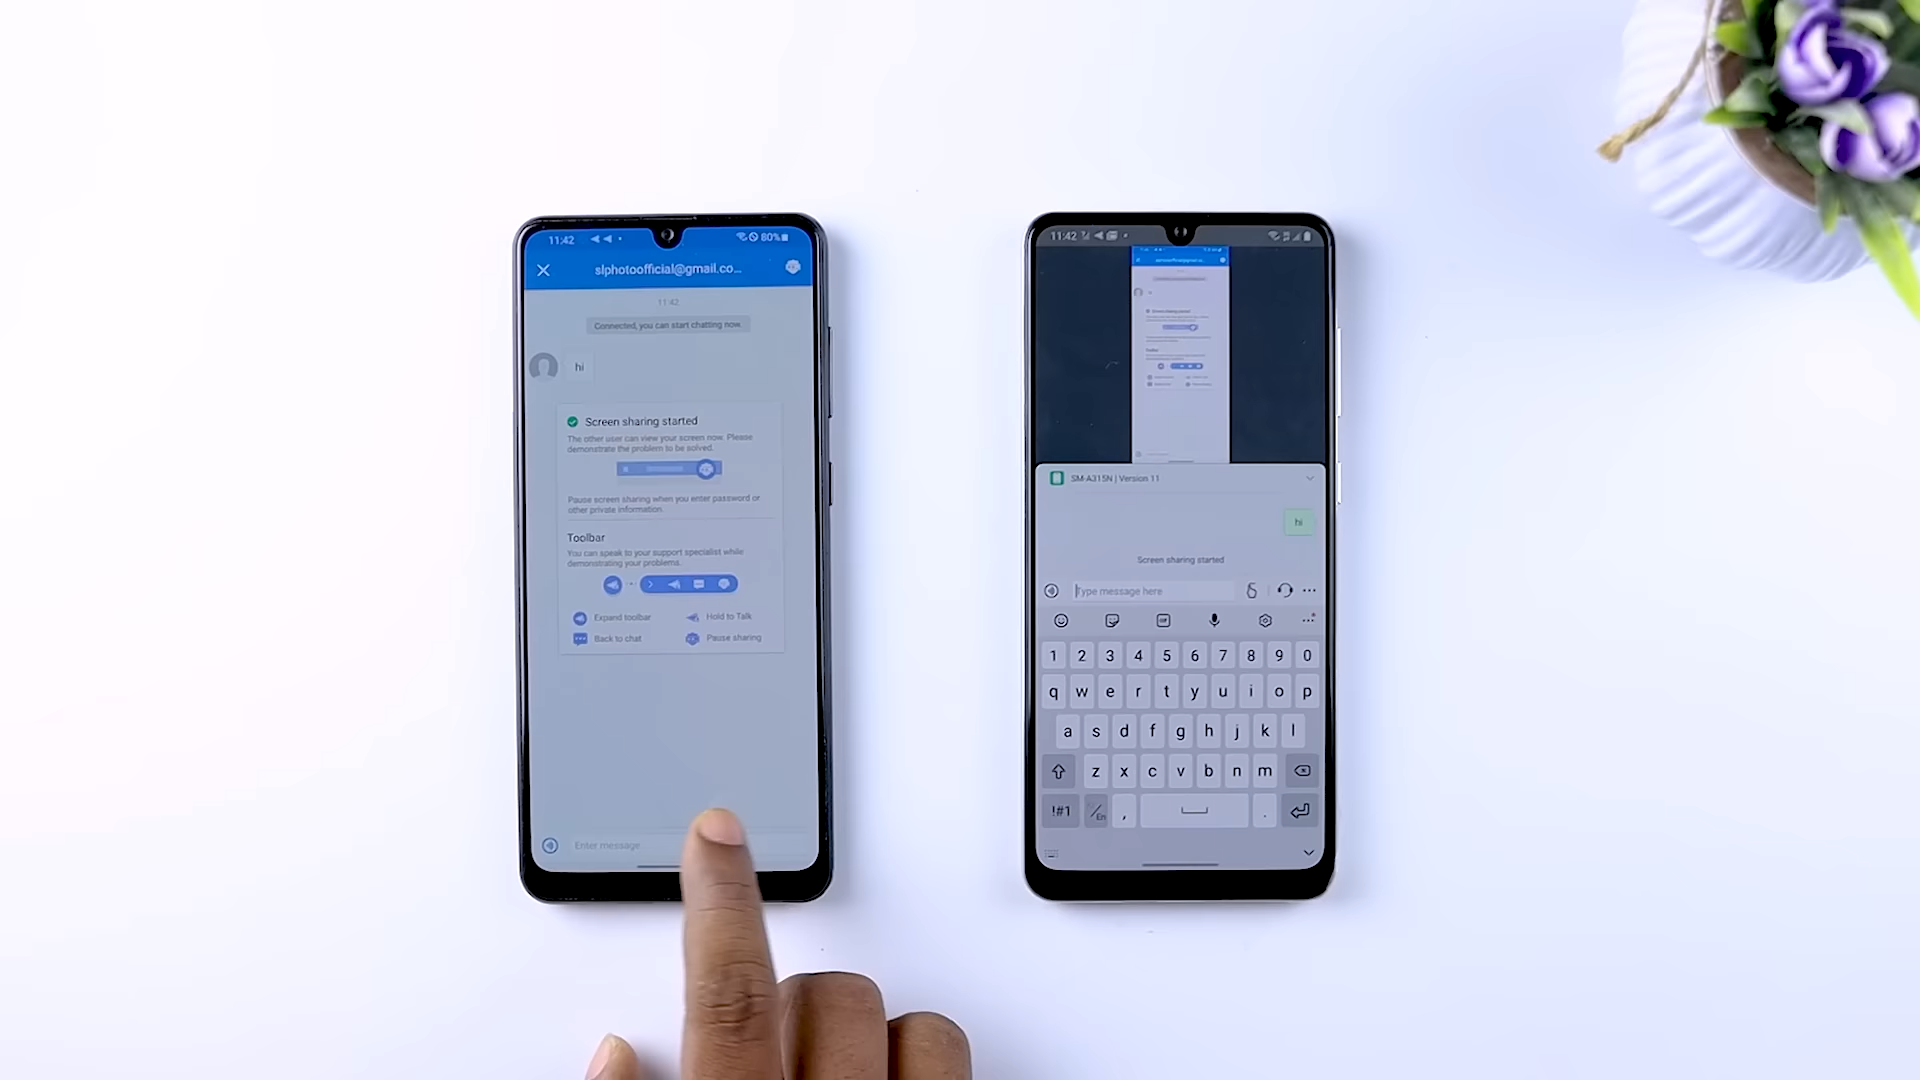 11:42
80%
slphotoofficial@gmail.co...
11:42
Connected, you can start chatting now.
hi
Screen sharing started
The other user can view your screen now. Please
demonstrate the problem to be solved.
Pause screen sharing when you enter password or
other private information.
Toolbar
You can speak to your support specialist while
demonstrating your problems.
Expand toolbar
Hold to Talk
Back to chat
Pause sharing
Enter message
11:42
SM-A315N | Version 11
hi
Screen sharing started
Type message here
GIF
1 2 3 4 5 6 7 8 9 0
q w e r t y u i o p
a s d f g h j k l
z x c v b n m
!#1 En , .